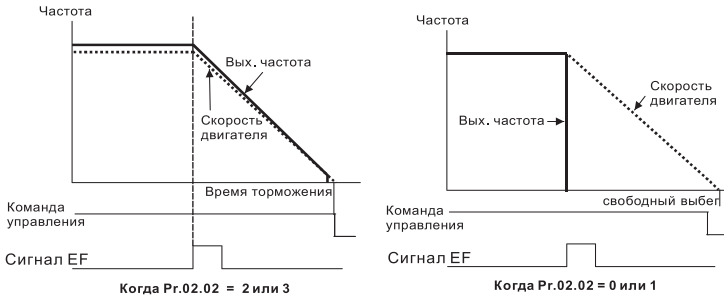 Частота
Вых. частота
Скорость
двигателя
Время торможения
Команда
управления
Сигнал EF
Когда Pr.02.02 = 2 или 3
Частота
Скорость
двигателя
Вых. частота
свободный выбег
Команда
управления
Сигнал EF
Когда Pr.02.02 = 0 или 1